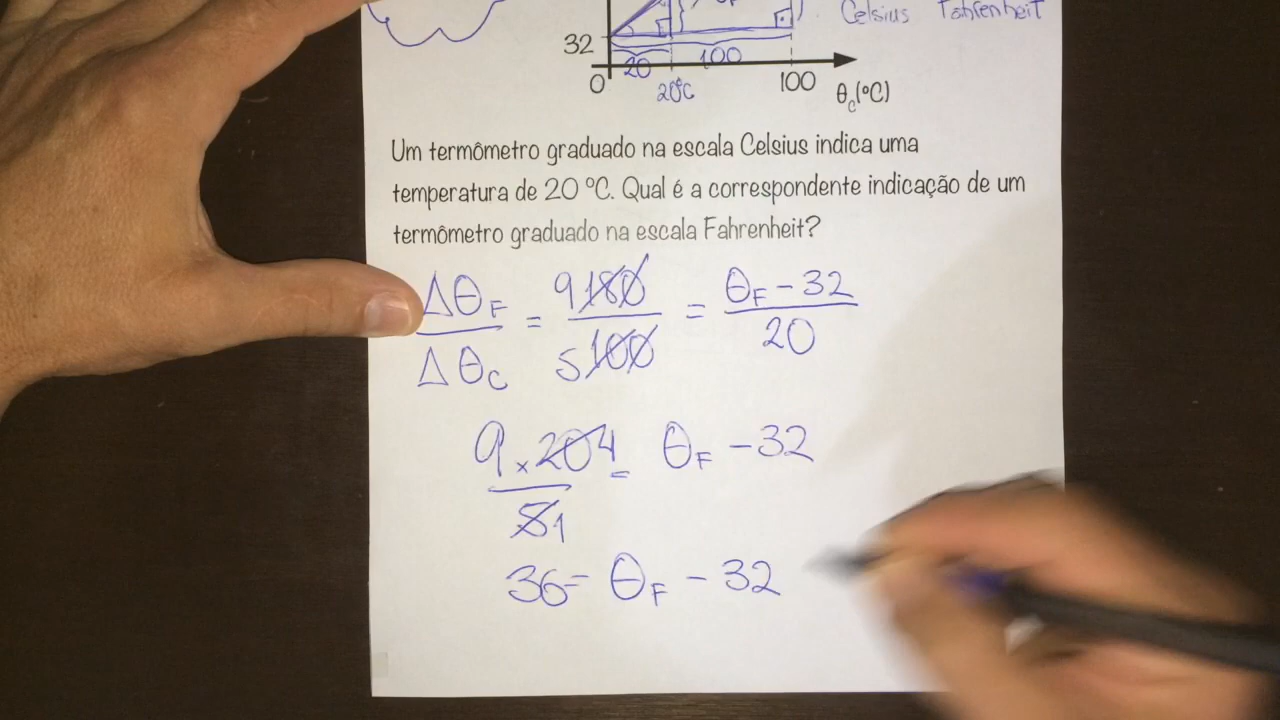 Celsius Fahrenheit
32
20 100
0 20°C 100 θc(°C)
Um termômetro graduado na escala Celsius indica uma
temperatura de 20 °C. Qual é a correspondente indicação de um
termômetro graduado na escala Fahrenheit?
ΔθF = 9 180 = θF - 32
ΔθC 5 100 20
9 x 20 4 = θF - 32
5 1
36 = θF - 32